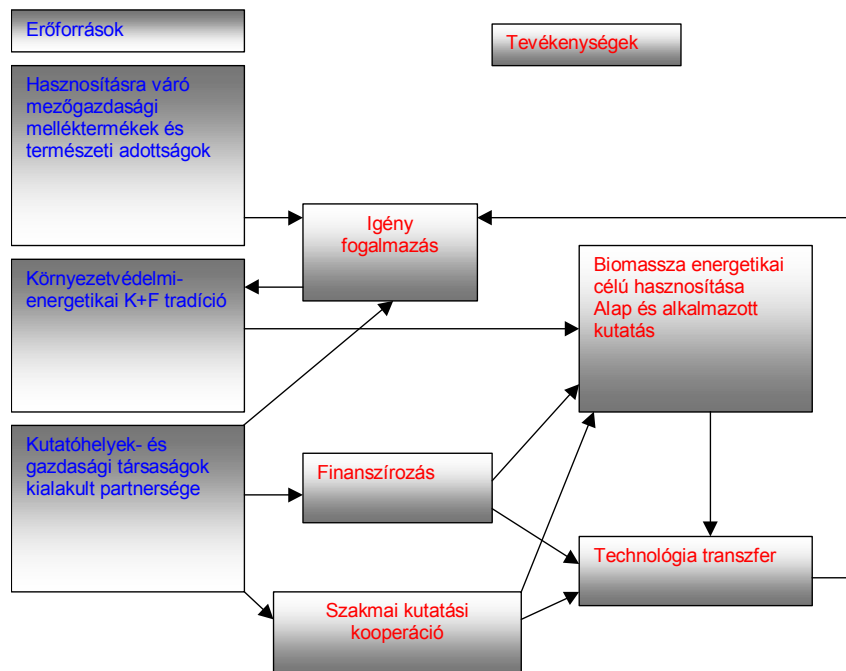 Erőforrások
Tevékenységek
Hasznosításra váró
mezőgazdasági
melléktermékek és
természeti adottságok
Igény
fogalmazás
Környezetvédelmi-
energetikai K+F tradíció
Biomassza energetikai
célú hasznosítása
Alap és alkalmazott
kutatás
Kutatóhelyek- és
gazdasági társaságok
kialakult partnersége
Finanszírozás
Technológia transzfer
Szakmai kutatási
kooperáció